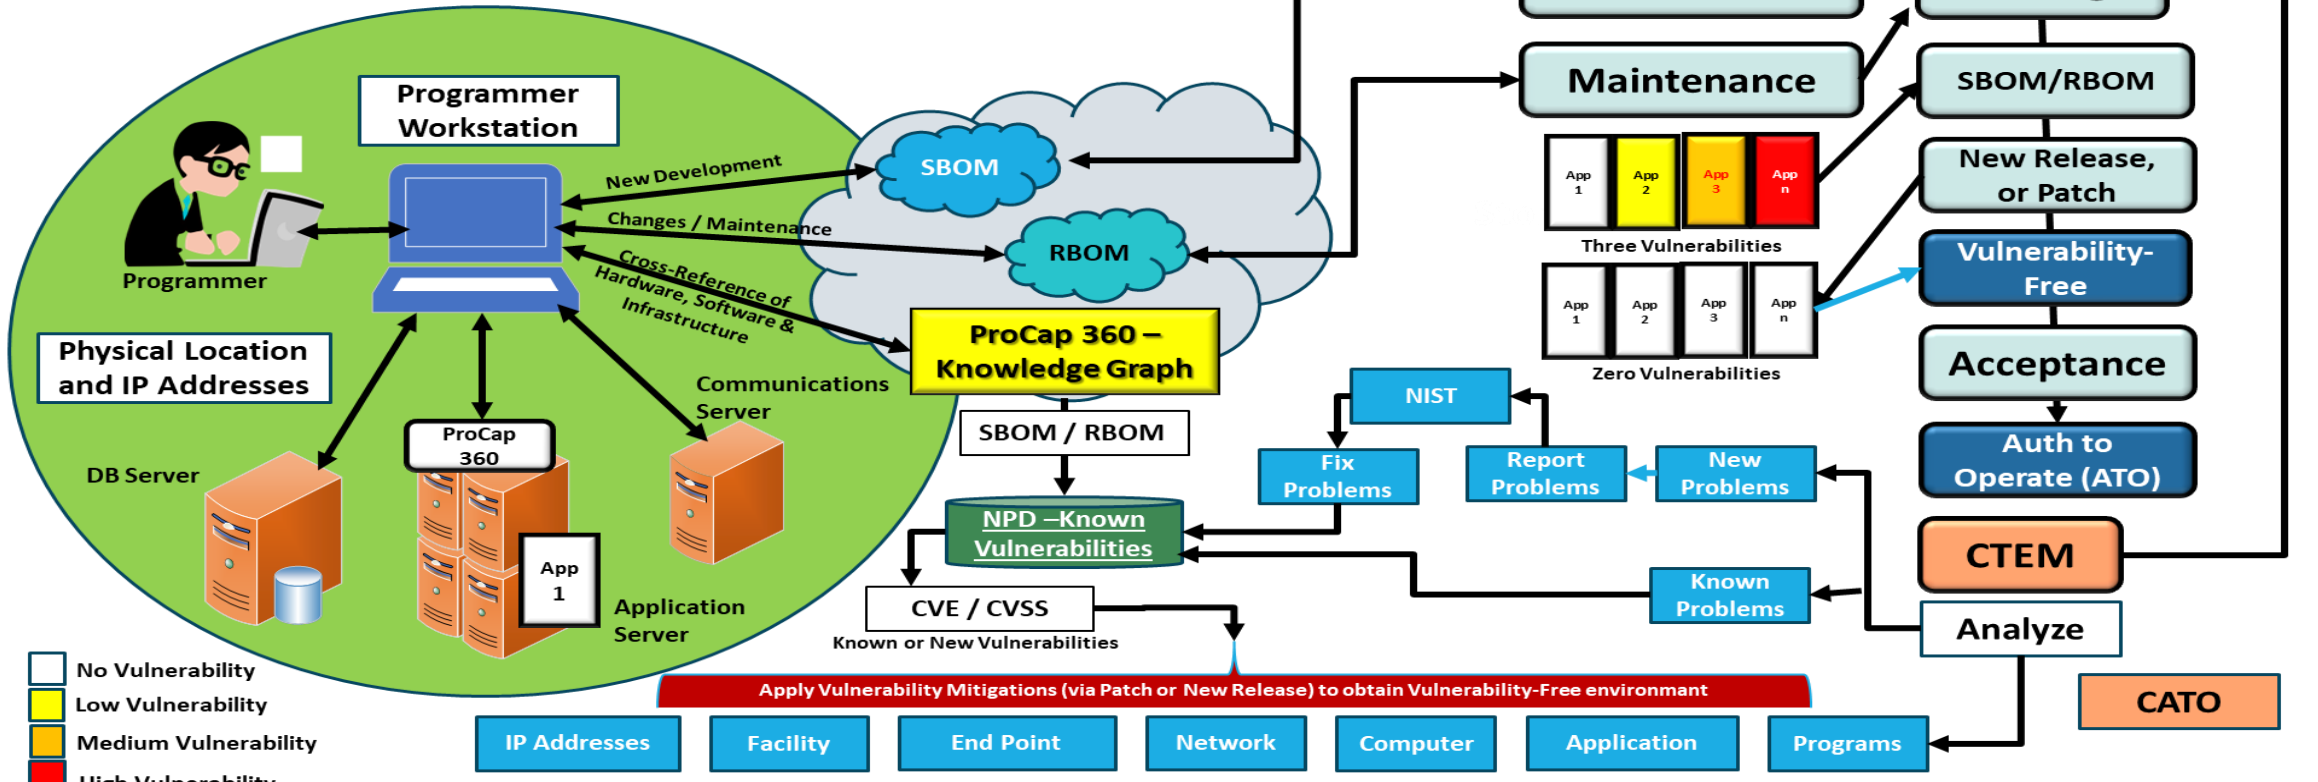 Programmer
Workstation
Programmer
New Development
Changes / Maintenance
Cross-Reference of
Hardware, Software &
Infrastructure
Physical Location
and IP Addresses
Communications
Server
ProCap
360
DB Server
App
1
Application
Server
No Vulnerability
Low Vulnerability
Medium Vulnerability
High Vulnerability
SBOM
RBOM
ProCap 360 –
Knowledge Graph
SBOM / RBOM
NPD –Known
Vulnerabilities
CVE / CVSS
Known or New Vulnerabilities
Maintenance
App
1
App
2
App
3
App
n
Three Vulnerabilities
App
1
App
2
App
3
App
n
Zero Vulnerabilities
NIST
Fix
Problems
Report
Problems
New
Problems
Known
Problems
SBOM/RBOM
New Release,
or Patch
Vulnerability-
Free
Acceptance
Auth to
Operate (ATO)
CTEM
Analyze
CATO
Apply Vulnerability Mitigations (via Patch or New Release) to obtain Vulnerability-Free environmant
IP Addresses
Facility
End Point
Network
Computer
Application
Programs